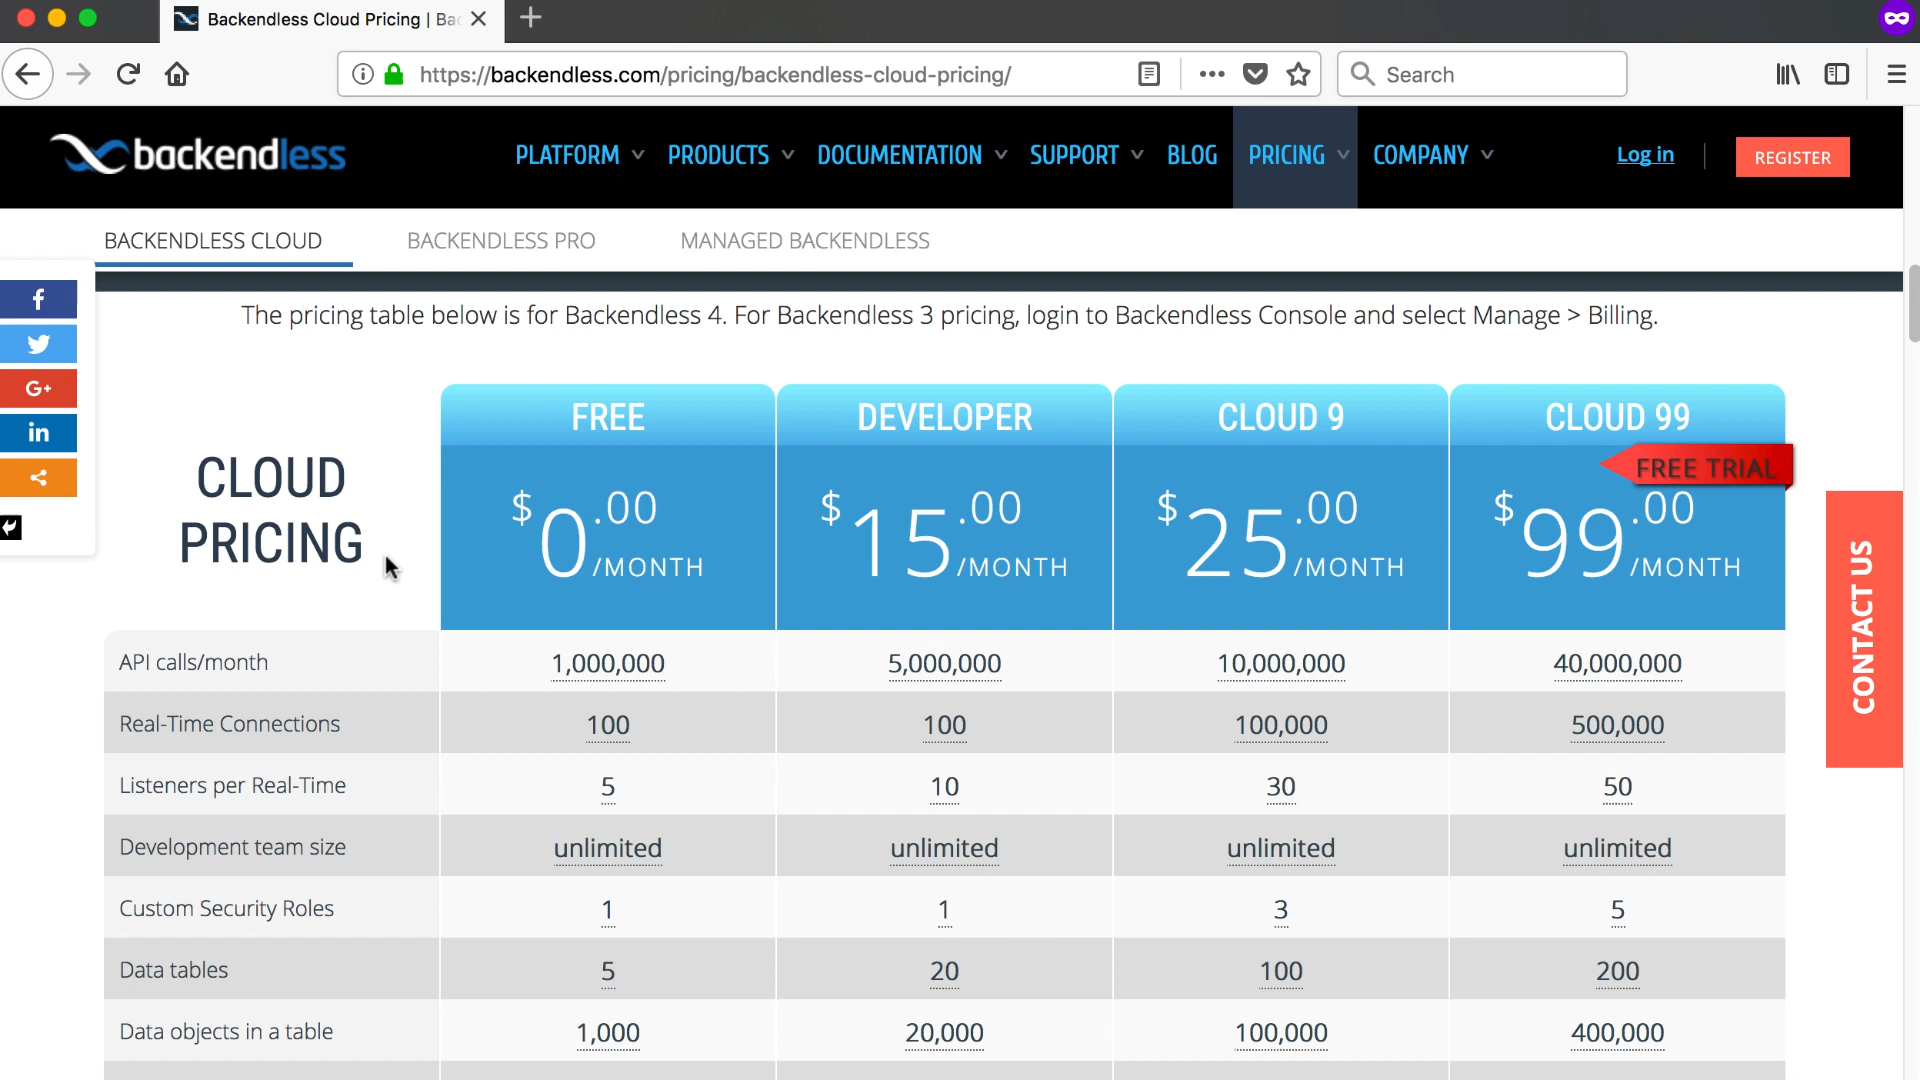 Backendless Cloud Pricing | Bac
https://backendless.com/pricing/backendless-cloud-pricing/
Search
backendless
PLATFORM PRODUCTS DOCUMENTATION SUPPORT BLOG PRICING COMPANY Log in REGISTER
BACKENDLESS CLOUD BACKENDLESS PRO MANAGED BACKENDLESS
The pricing table below is for Backendless 4. For Backendless 3 pricing, login to Backendless Console and select Manage > Billing.
CLOUD
PRICING
FREE DEVELOPER CLOUD 9 CLOUD 99
FREE TRIAL
$0.00/MONTH $15.00/MONTH $25.00/MONTH $99.00/MONTH
API calls/month 1,000,000 5,000,000 10,000,000 40,000,000
Real-Time Connections 100 100 100,000 500,000
Listeners per Real-Time 5 10 30 50
Development team size unlimited unlimited unlimited unlimited
Custom Security Roles 1 1 3 5
Data tables 5 20 100 200
Data objects in a table 1,000 20,000 100,000 400,000
f
G+
in
CONTACT US